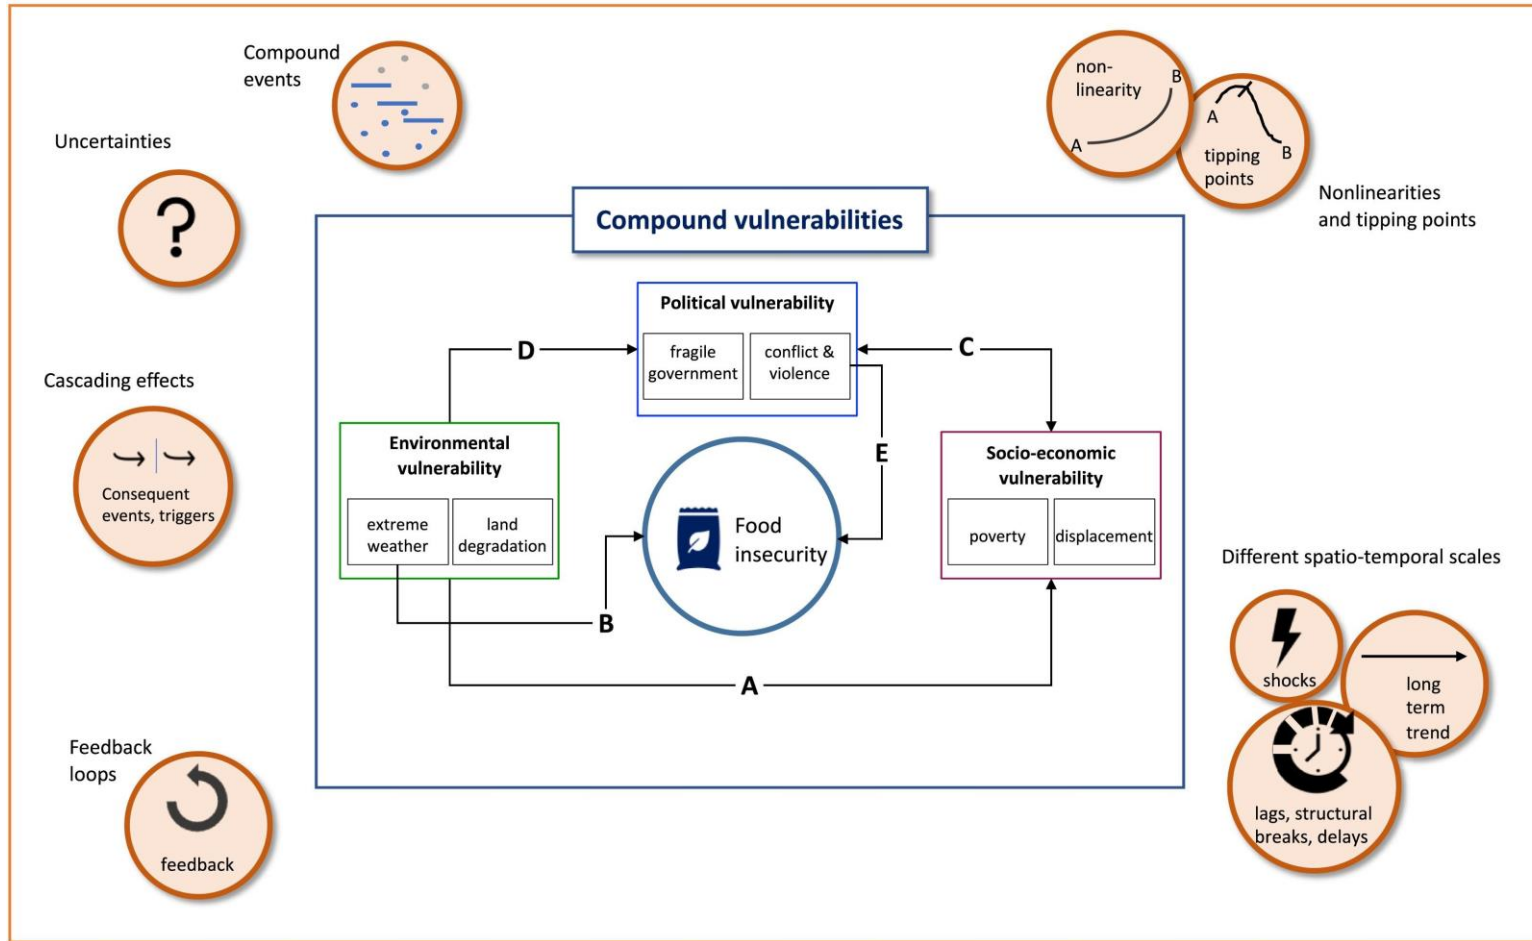 Compound
events
Uncertainties
?
Cascading effects
Consequent
events, triggers
Feedback
loops
feedback
non-
linearity
A
B
A
B
tipping
points
Nonlinearities
and tipping points
Compound vulnerabilities
Political vulnerability
fragile
government
conflict &
violence
D
C
E
Environmental
vulnerability
extreme
weather
land
degradation
Food
insecurity
Socio-economic
vulnerability
poverty
displacement
B
A
Different spatio-temporal scales
shocks
long
term
trend
lags, structural
breaks, delays